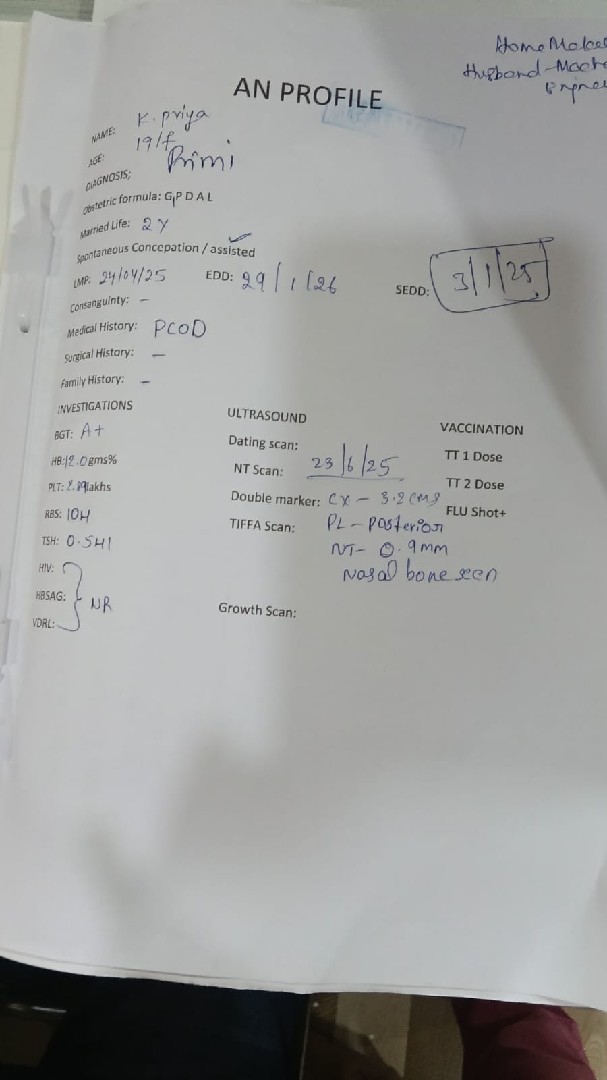 Home Maker
Husband - 
AN PROFILE
NAME: K. Priya
AGE: 19/f
DIAGNOSIS: Primi
Obstetric formula: G1 P D A L
Married Life: 2 Y
Spontaneous Concepation / assisted ✓
LMP: 24/04/25 EDD: 29/1/26 SEDD: 3/1/25
Consanguinty: -
Medical History: PCOD
Surgical History: -
Family History: -
INVESTIGATIONS ULTRASOUND VACCINATION
BGT: A+ Dating scan: TT 1 Dose
HB: 12.0 gms% NT Scan: 23/6/25 TT 2 Dose
PLT: lakhs Double marker: CX - 3.2 cms FLU Shot+
RBS: 104 TIFFA Scan: PL - Posterior
TSH: 0.541 NT - 0.9mm
HIV: Nasal bone seen
HBSAG: NR
VDRL: Growth Scan: